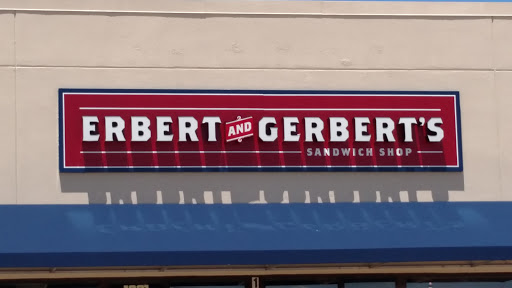 ERBERT AND GERBERT'S
SANDWICH SHOP